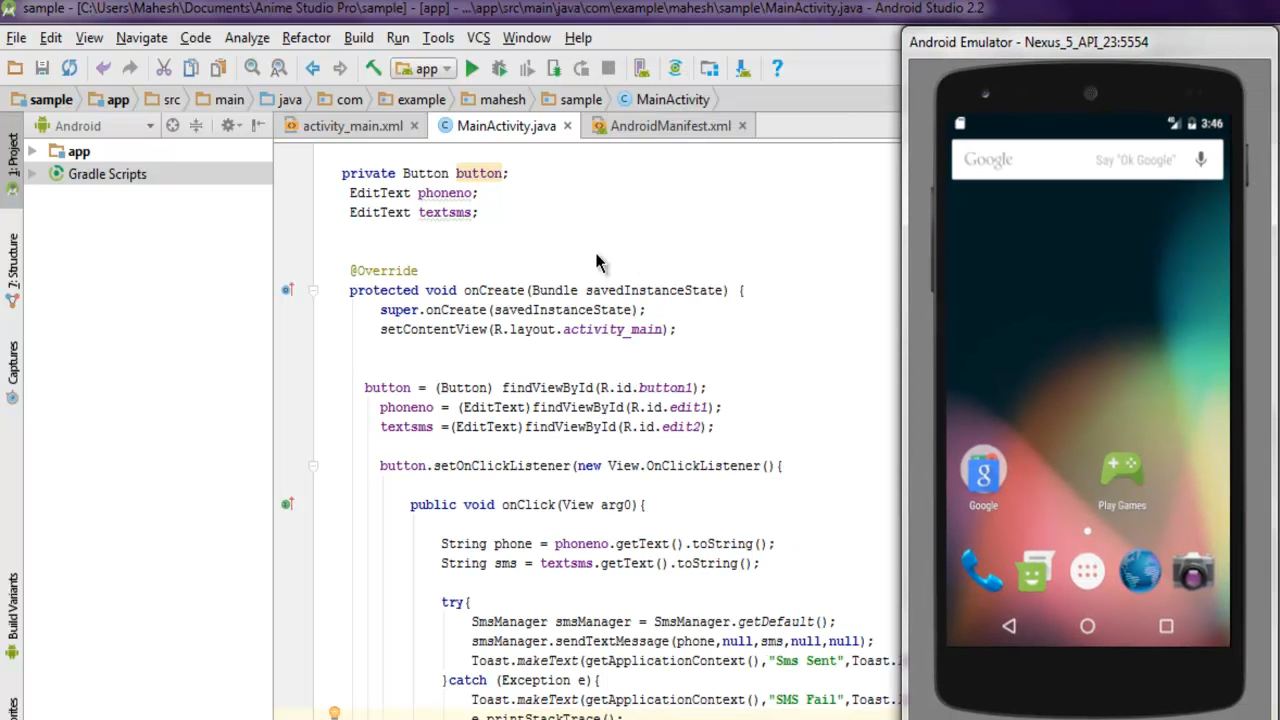 sample - [C:\Users\Mahesh\Documents\Anime Studio Pro\sample] - [app] - ...\app\src\main\java\com\example\mahesh\sample\MainActivity.java - Android Studio 2.2
File Edit View Navigate Code Analyze Refactor Build Run Tools VCS Window Help
app
sample app src main java com example mahesh sample MainActivity
Android
activity_main.xml MainActivity.java AndroidManifest.xml
1: Project
7: Structure
Captures
Build Variants
app
Gradle Scripts
private Button button;
EditText phoneno;
EditText textsms;
@Override
protected void onCreate(Bundle savedInstanceState) {
super.onCreate(savedInstanceState);
setContentView(R.layout.activity_main);
button = (Button) findViewById(R.id.button1);
phoneno = (EditText)findViewById(R.id.edit1);
textsms =(EditText)findViewById(R.id.edit2);
button.setOnClickListener(new View.OnClickListener(){
public void onClick(View arg0){
String phone = phoneno.getText().toString();
String sms = textsms.getText().toString();
try{
SmsManager smsManager = SmsManager.getDefault();
smsManager.sendTextMessage(phone,null,sms,null,null);
Toast.makeText(getApplicationContext(),"Sms Sent",Toast.
}catch (Exception e){
Toast.makeText(getApplicationContext(),"SMS Fail",Toast.
e.printStackTrace();
Android Emulator - Nexus_5_API_23:5554
3:46
Google Say "Ok Google"
Google
Play Games